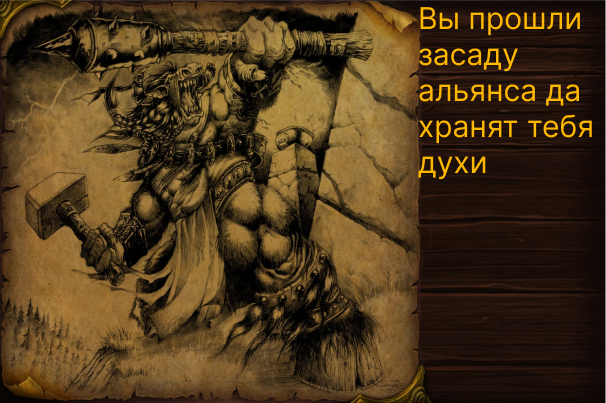 Вы прошли
засаду
альянса да
хранят тебя
духи